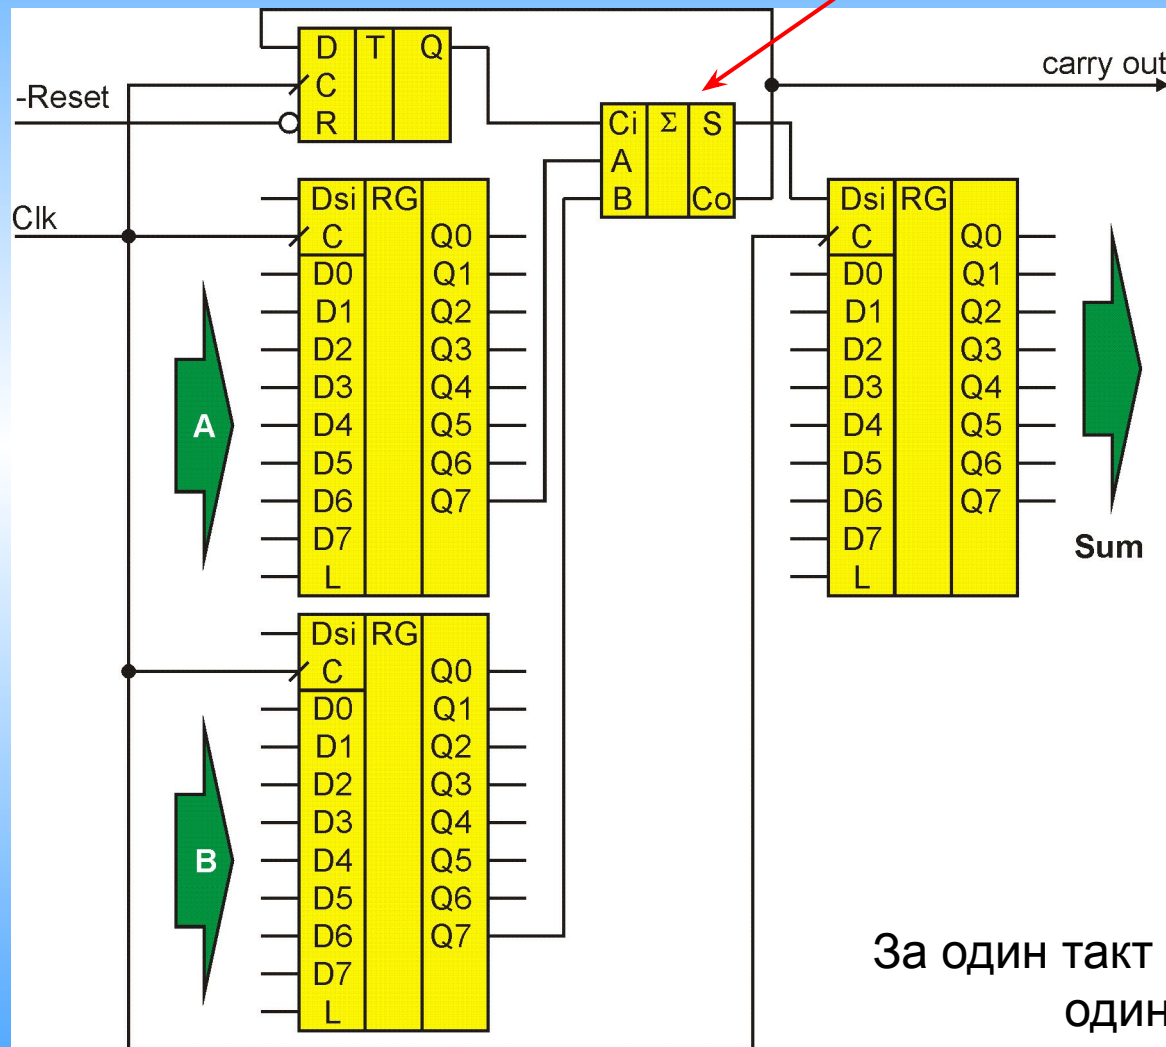 D T Q
C
R
-Reset
carry out
Ci Σ S
A
B Co
Clk
Dsi RG
C Q0
D0 Q1
D1 Q2
D2 Q3
D3 Q4
D4 Q5
D5 Q6
D6 Q7
D7
L
A
Dsi RG
C Q0
D0 Q1
D1 Q2
D2 Q3
D3 Q4
D4 Q5
D5 Q6
D6 Q7
D7
L
Sum
Dsi RG
C Q0
D0 Q1
D1 Q2
D2 Q3
D3 Q4
D4 Q5
D5 Q6
D6 Q7
D7
L
B
За один такт
один